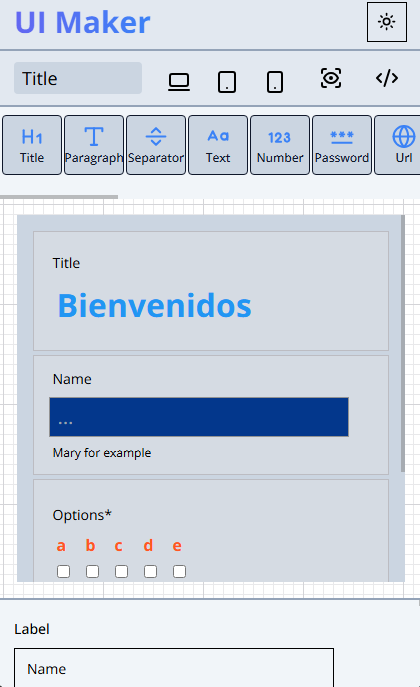 UI Maker
Title
H1 T Aa 123 ***
Title Paragraph Separator Text Number Password Url
Title
Bienvenidos
Name
...
Mary for example
Options*
a b c d e
Label
Name